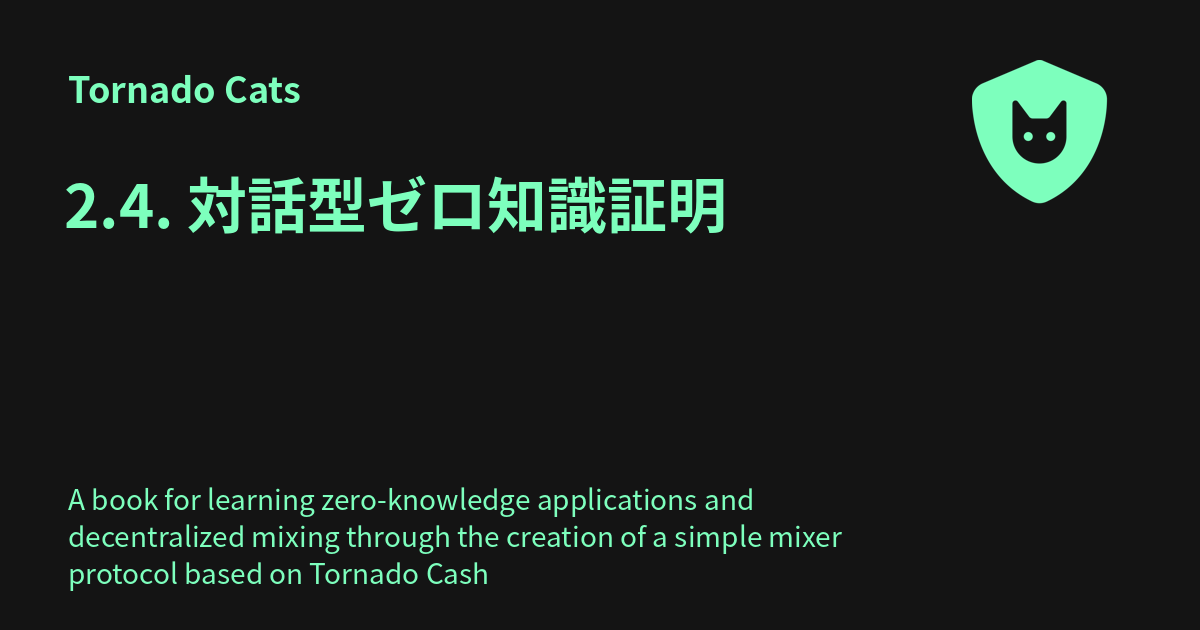 Tornado Cats
2.4. 対話型ゼロ知識証明
A book for learning zero-knowledge applications and
decentralized mixing through the creation of a simple mixer
protocol based on Tornado Cash